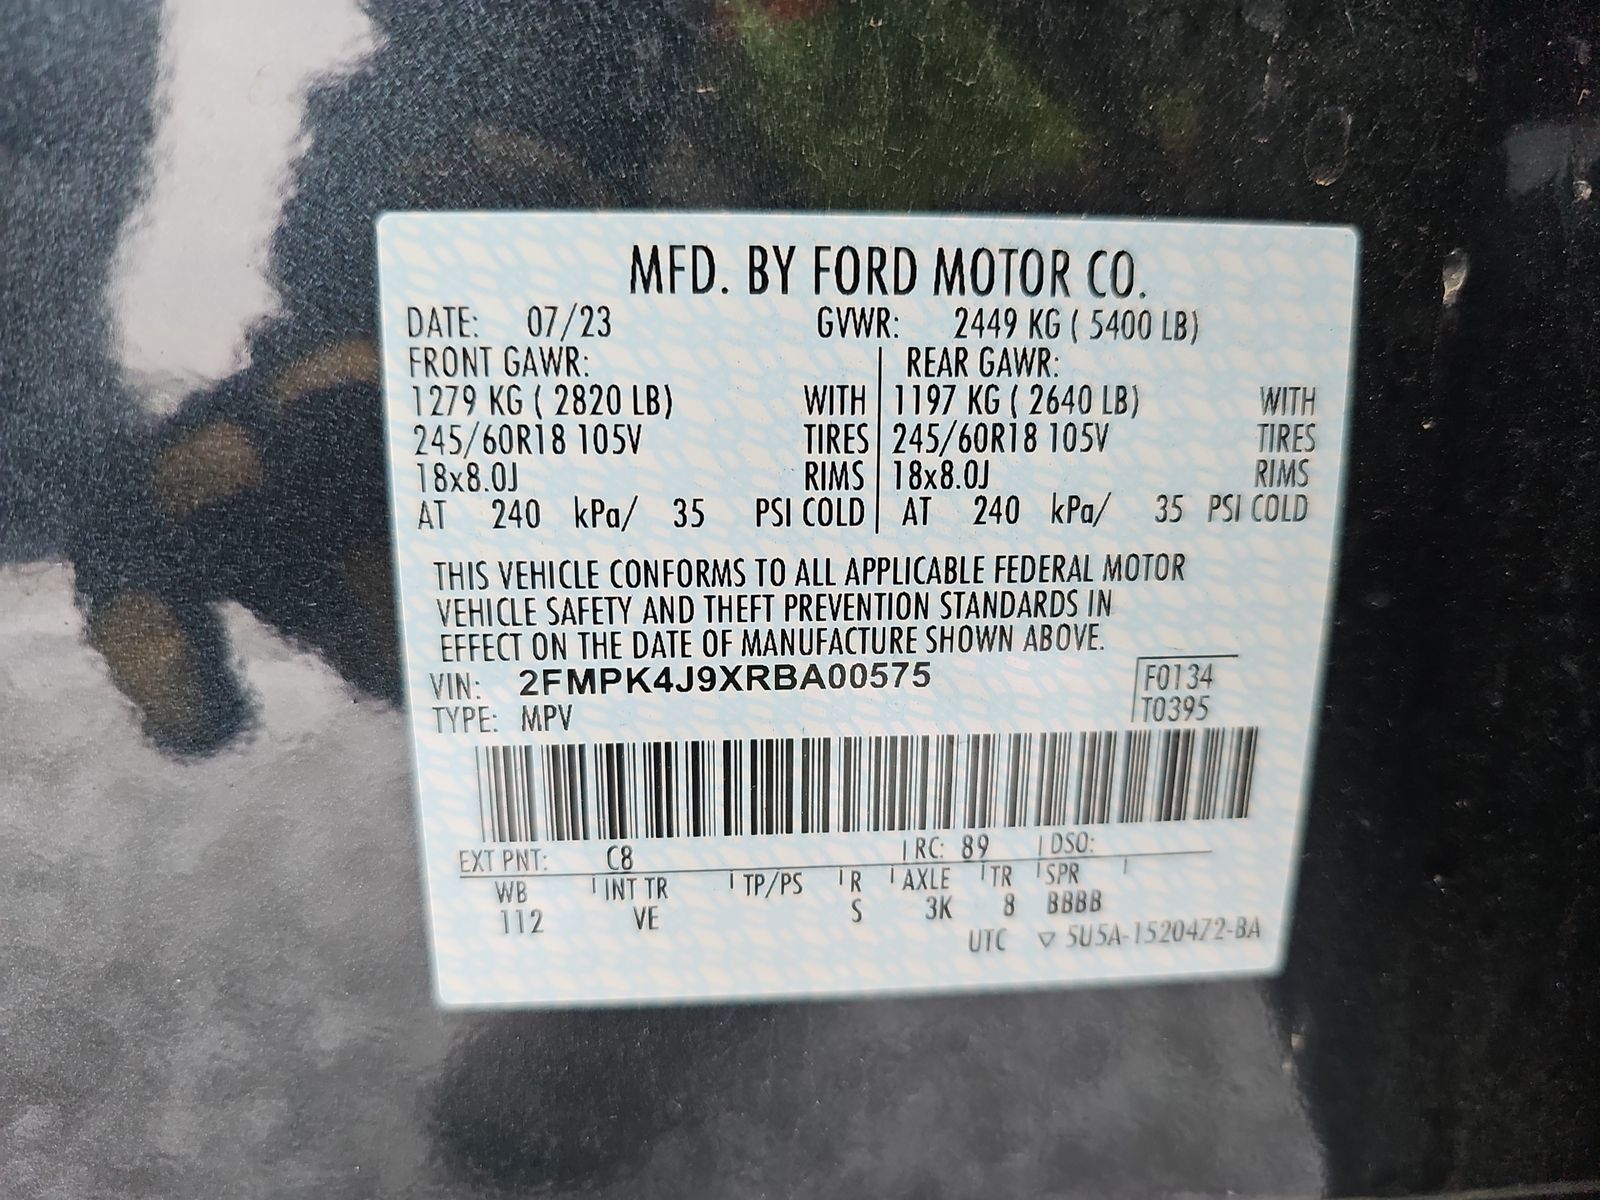 MFD. BY FORD MOTOR CO.
DATE: 07/23 GVWR: 2449 KG ( 5400 LB)
FRONT GAWR: REAR GAWR:
1279 KG ( 2820 LB) WITH 1197 KG ( 2640 LB) WITH
245/60R18 105V TIRES 245/60R18 105V TIRES
18x8.0J RIMS 18x8.0J RIMS
AT 240 kPa/ 35 PSI COLD AT 240 kPa/ 35 PSI COLD
THIS VEHICLE CONFORMS TO ALL APPLICABLE FEDERAL MOTOR
VEHICLE SAFETY AND THEFT PREVENTION STANDARDS IN
EFFECT ON THE DATE OF MANUFACTURE SHOWN ABOVE.
VIN: 2FMPK4J9XRBA00575 F0134
TYPE: MPV T0395
EXT PNT: C8 RC: 89 DSO:
WB INT TR TP/PS R AXLE TR SPR
112 VE S 3K 8 BBBB
UTC ▽ 5U5A-1520472-BA